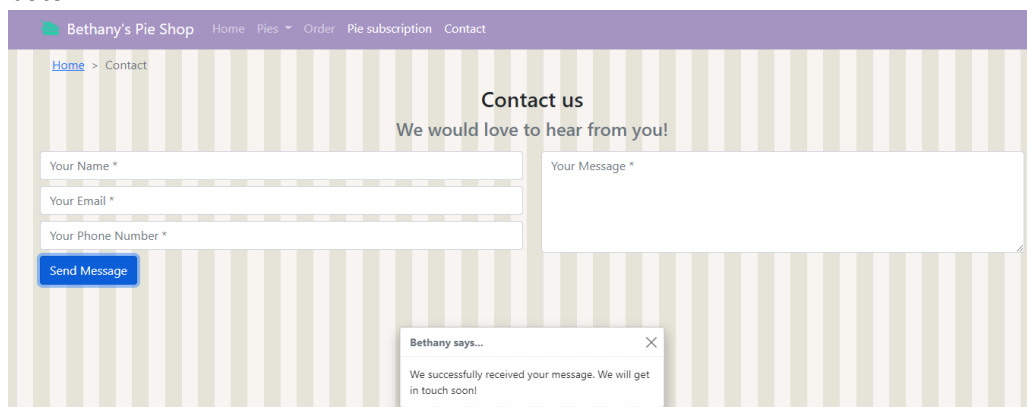 Bethany's Pie Shop Home Pies Order Pie subscription Contact
Home > Contact
Contact us
We would love to hear from you!
Your Name *
Your Email *
Your Phone Number *
Your Message *
Send Message
Bethany says...
We successfully received your message. We will get
in touch soon!